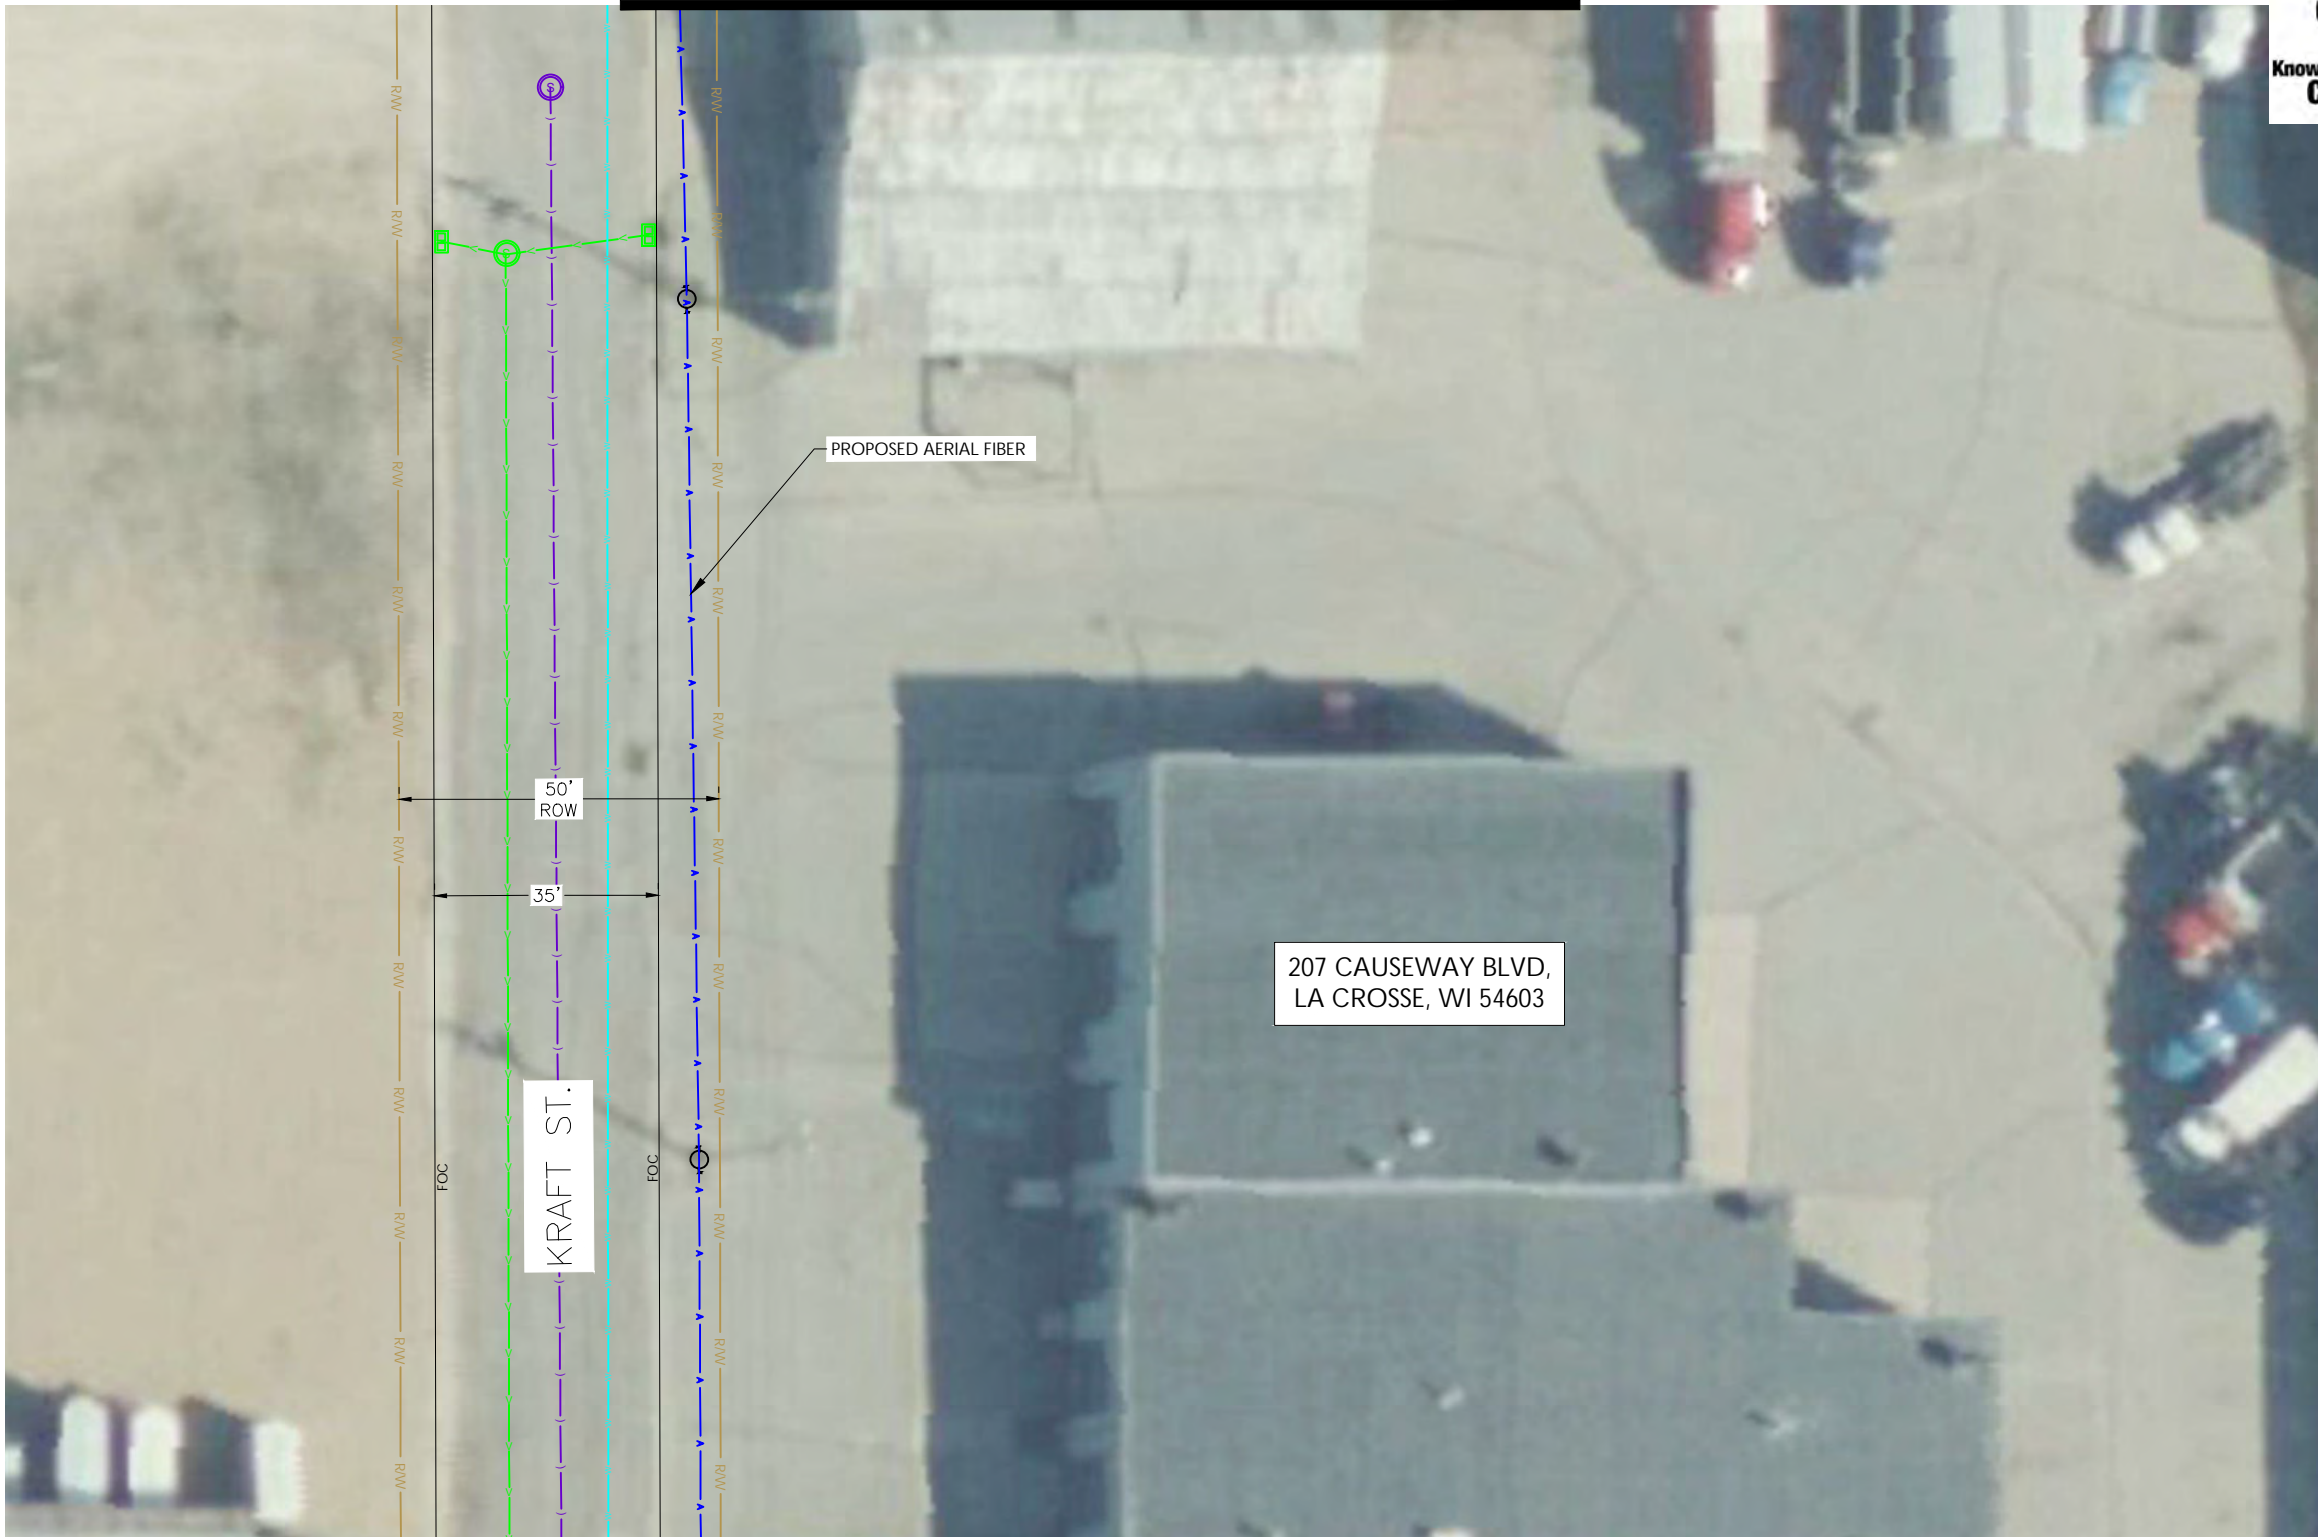 Know
C
R/W R/W
S
R/W R/W
S
R/W R/W
PROPOSED AERIAL FIBER
R/W R/W
R/W R/W
R/W R/W
50'
ROW
R/W R/W
35'
R/W R/W
207 CAUSEWAY BLVD,
LA CROSSE, WI 54603
R/W R/W
KRAFT ST.
FOC FOC
R/W R/W
R/W R/W
R/W R/W